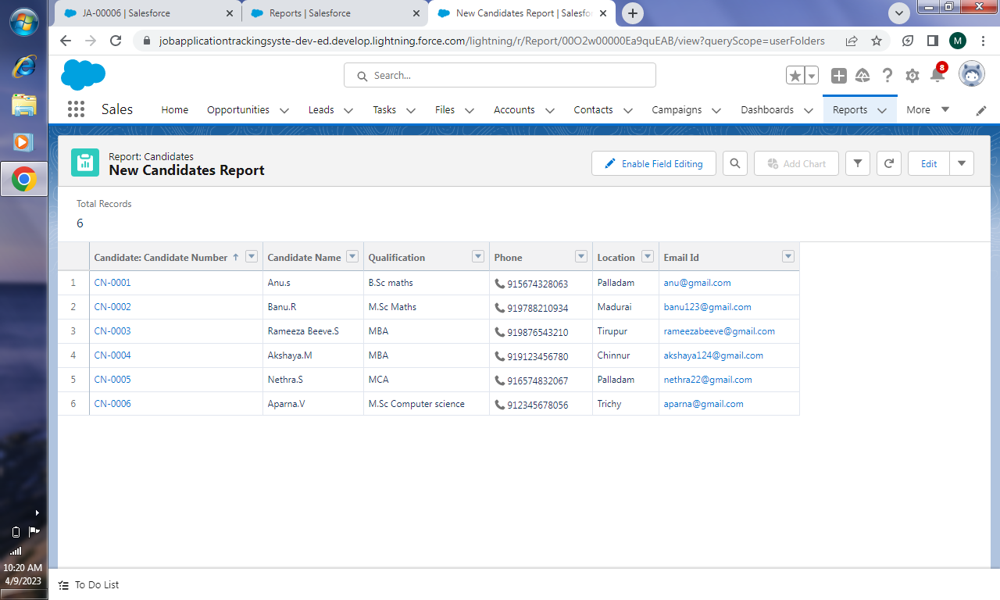 JA-00006 | Salesforce
Reports | Salesforce
New Candidates Report | Salesfor
jobapplicationtrackingsyste-dev-ed.develop.lightning.force.com/lightning/r/Report/00O2w00000Ea9quEAB/view?queryScope=userFolders
M
Search...
8
Sales
Home
Opportunities
Leads
Tasks
Files
Accounts
Contacts
Campaigns
Dashboards
Reports
More
Report: Candidates
New Candidates Report
Enable Field Editing
Add Chart
Edit
Total Records
6
Candidate: Candidate Number ↑ Candidate Name Qualification Phone Location Email Id
1 CN-0001 Anu.s B.Sc maths 915674328063 Palladam anu@gmail.com
2 CN-0002 Banu.R M.Sc Maths 919788210934 Madurai banu123@gmail.com
3 CN-0003 Rameeza Beeve.S MBA 919876543210 Tirupur rameezabeeve@gmail.com
4 CN-0004 Akshaya.M MBA 919123456780 Chinnur akshaya124@gmail.com
5 CN-0005 Nethra.S MCA 916574832067 Palladam nethra22@gmail.com
6 CN-0006 Aparna.V M.Sc Computer science 912345678056 Trichy aparna@gmail.com
10:20 AM
4/9/2023
To Do List